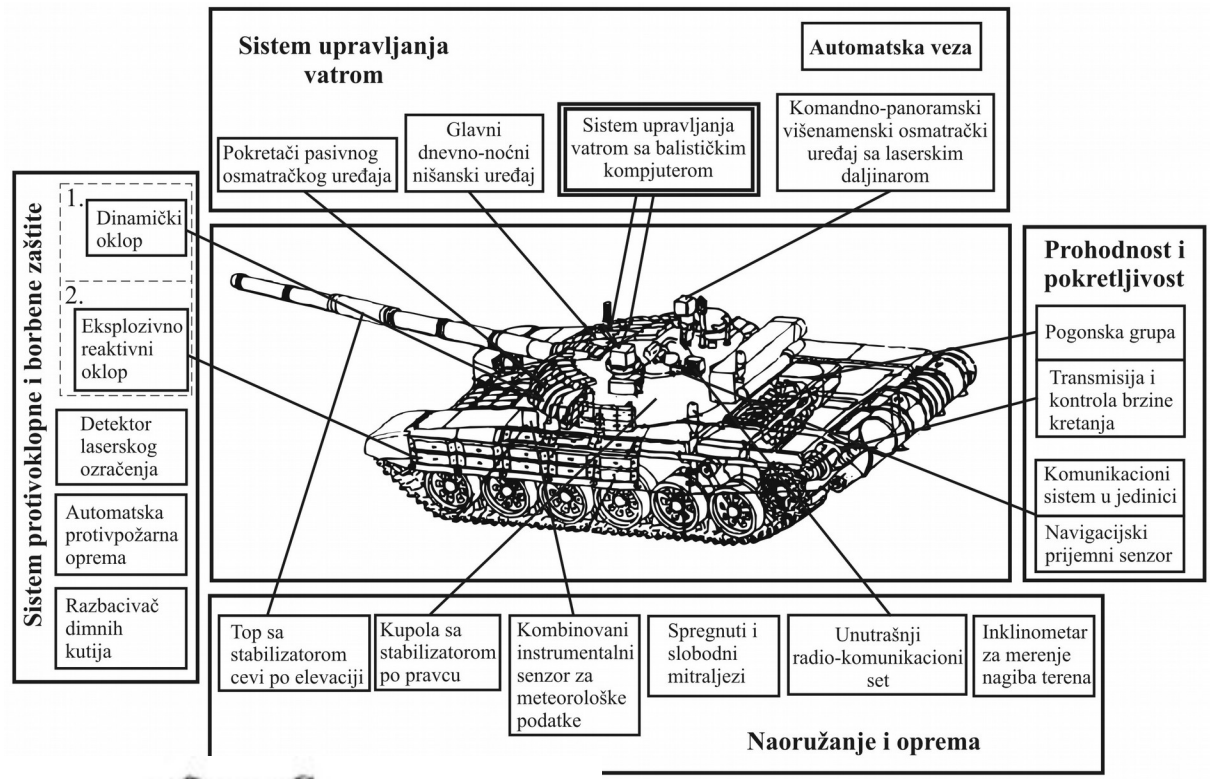 Sistem upravljanja
vatrom
Automatska veza
Pokretači pasivnog
osmatračkog uređaja
Glavni
dnevno-noćni
nišanski uređaj
Sistem upravljanja
vatrom sa balističkim
kompjuterom
Komandno-panoramski
višenamenski osmatrački
uređaj sa laserskim
daljinarom
Sistem protivoklopne i borbene zaštite
1.
Dinamički
oklop
2.
Eksplozivno
reaktivni
oklop
Detektor
laserskog
ozračenja
Automatska
protivpožarna
oprema
Razbacivač
dimnih
kutija
Prohodnost i
pokretljivost
Pogonska grupa
Transmisija i
kontrola brzine
kretanja
Komunikacioni
sistem u jedinici
Navigacijski
prijemni senzor
Top sa
stabilizatorom
cevi po elevaciji
Kupola sa
stabilizatorom
po pravcu
Kombinovani
instrumentalni
senzor za
meteorološke
podatke
Spregnuti i
slobodni
mitraljezi
Unutrašnji
radio-komunikacioni
set
Inklinometar
za merenje
nagiba terena
Naoružanje i oprema